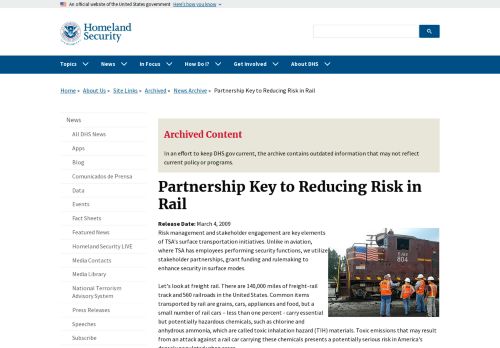 An official website of the United States government Here's how you know
Homeland
Security
Topics News In Focus How Do I? Get Involved About DHS
Home » About Us » Site Links » Archived » News Archive » Partnership Key to Reducing Risk in Rail
News
All DHS News
Apps
Blog
Comunicados de Prensa
Data
Events
Fact Sheets
Featured News
Homeland Security LIVE
Media Contacts
Media Library
National Terrorism
Advisory System
Press Releases
Speeches
Subscribe
Archived Content
In an effort to keep DHS.gov current, the archive contains outdated information that may not reflect
current policy or programs.
Partnership Key to Reducing Risk in
Rail
Release Date: March 4, 2009
Risk management and stakeholder engagement are key elements
of TSA's surface transportation initiatives. Unlike in aviation,
where TSA has employees performing security functions, we utilize
stakeholder partnerships, grant funding and rulemaking to
enhance security in surface modes.
804
Let's look at freight rail. There are 140,000 miles of freight-rail
track and 560 railroads in the United States. Common items
transported by rail are grains, cars, appliances and food, but a
small number of rail cars – less than one percent - carry essential
but potentially hazardous chemicals, such as chlorine and
anhydrous ammonia, which are called toxic inhalation hazard (TIH) materials. Toxic emissions that may result
from an attack against a rail car carrying these chemicals presents a potentially serious risk in America's